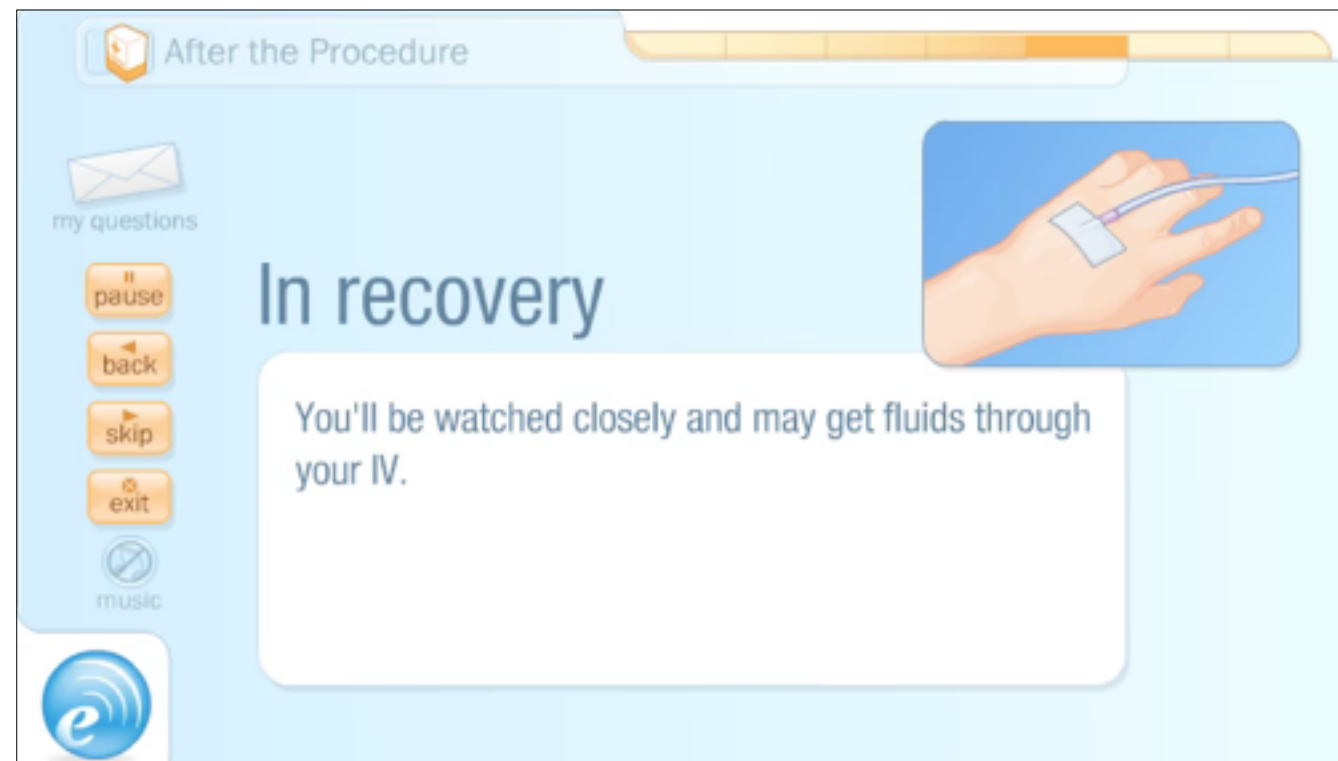 After the Procedure
my questions
pause
back
skip
exit
music
In recovery
You'll be watched closely and may get fluids through
your IV.
e